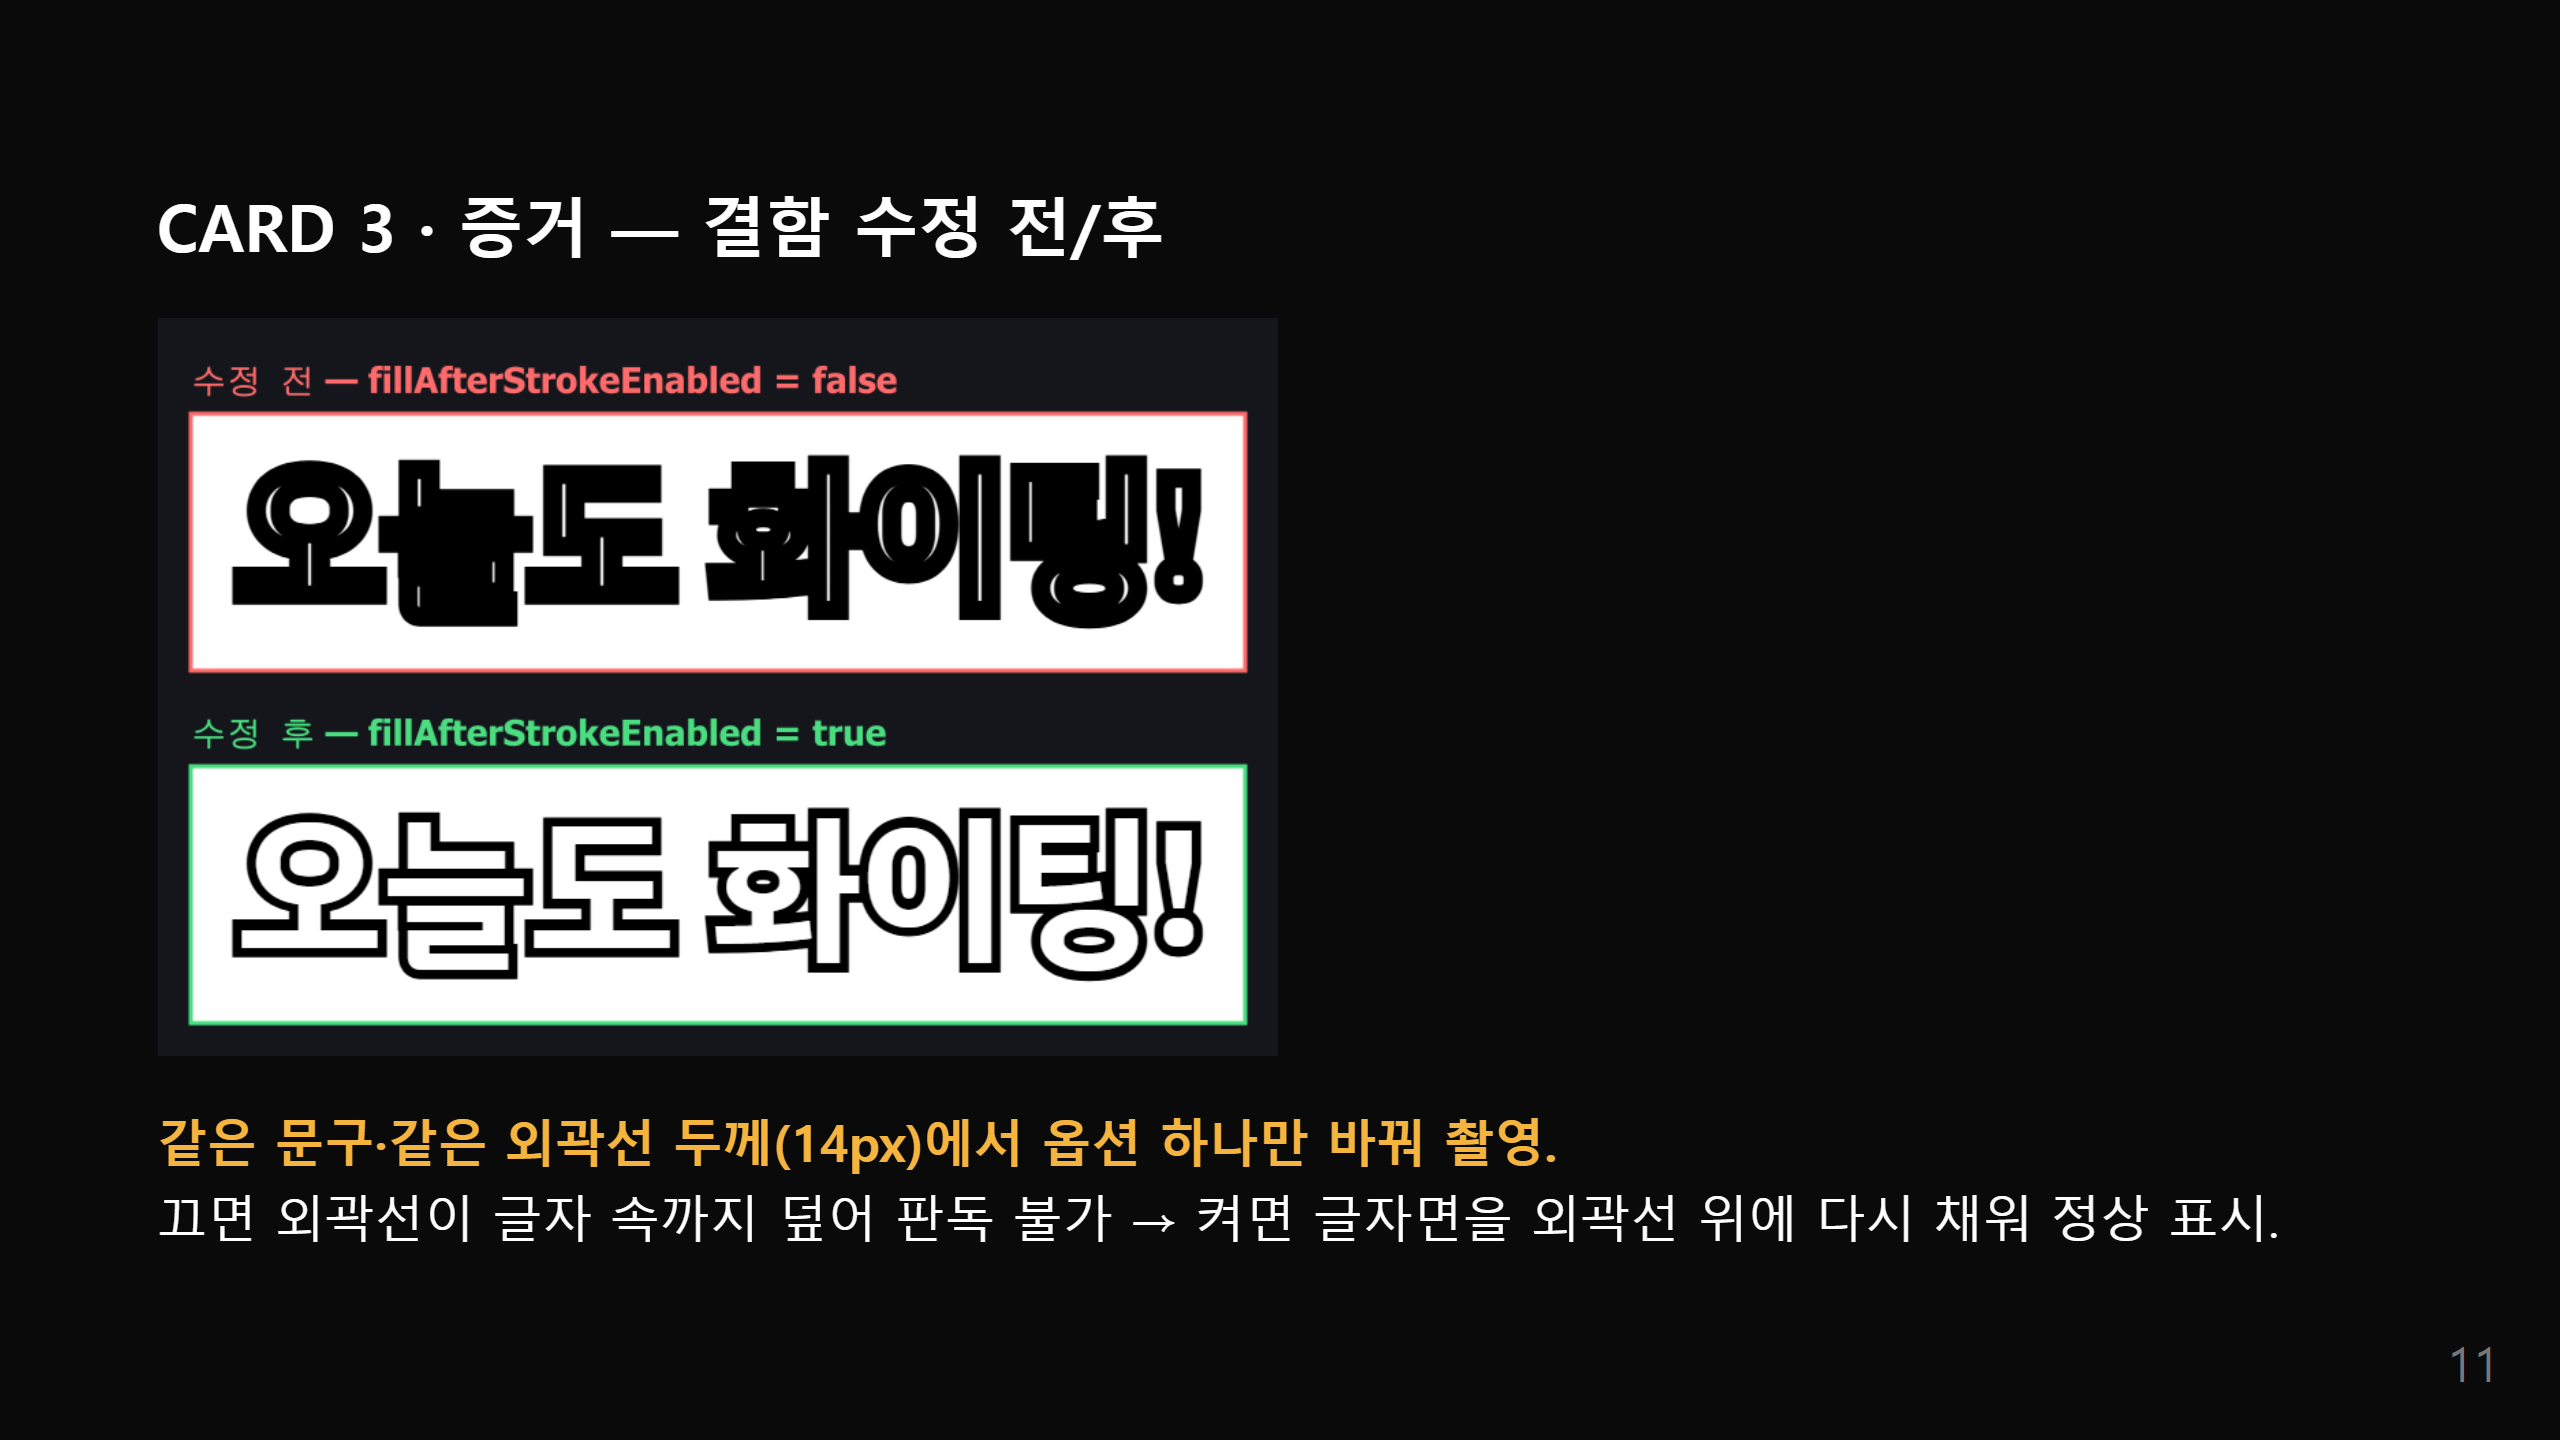 CARD 3 · 증거 — 결함 수정 전/후
수정 전 — fillAfterStrokeEnabled = false
오늘도 화이팅!
수정 후 — fillAfterStrokeEnabled = true
오늘도 화이팅!
같은 문구·같은 외곽선 두께(14px)에서 옵션 하나만 바꿔 촬영.
끄면 외곽선이 글자 속까지 덮어 판독 불가 → 켜면 글자면을 외곽선 위에 다시 채워 정상 표시.
11